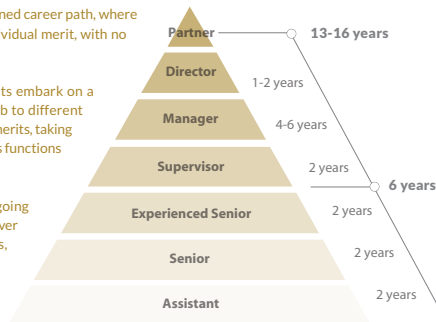 ned career path, where
ividual merit, with no
ts embark on a
b to different
nerits, taking
s functions
going
ver
s,
Partner
13-16 years
Director
1-2 years
Manager
4-6 years
Supervisor
2 years
6 years
Experienced Senior
2 years
Senior
2 years
Assistant
2 years